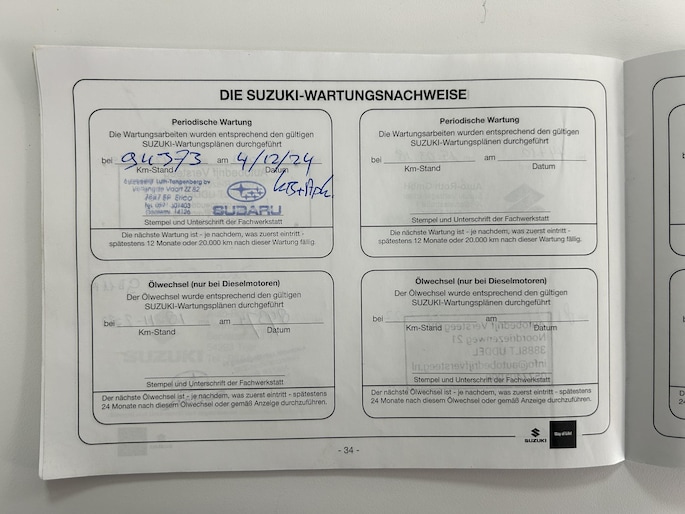 DIE SUZUKI-WARTUNGSNACHWEISE
Periodische Wartung
Die Wartungsarbeiten wurden entsprechend den gültigen
SUZUKI-Wartungsplänen durchgeführt
bei 94373 am 4/12/24
Km-Stand Datum
SUBARU
Stempel und Unterschrift der Fachwerkstatt
Die nächste Wartung ist - je nachdem, was zuerst eintritt -
spätestens 12 Monate oder 20.000 km nach dieser Wartung fällig.
Periodische Wartung
Die Wartungsarbeiten wurden entsprechend den gültigen
SUZUKI-Wartungsplänen durchgeführt
bei am
Km-Stand Datum
Stempel und Unterschrift der Fachwerkstatt
Die nächste Wartung ist - je nachdem, was zuerst eintritt -
spätestens 12 Monate oder 20.000 km nach dieser Wartung fällig.
Ölwechsel (nur bei Dieselmotoren)
Der Ölwechsel wurde entsprechend den gültigen
SUZUKI-Wartungsplänen durchgeführt
bei am
Km-Stand Datum
Stempel und Unterschrift der Fachwerkstatt
Der nächste Ölwechsel ist - je nachdem, was zuerst eintritt - spätestens
24 Monate nach diesem Ölwechsel oder gemäß Anzeige durchzuführen.
Ölwechsel (nur bei Dieselmotoren)
Der Ölwechsel wurde entsprechend den gültigen
SUZUKI-Wartungsplänen durchgeführt
bei am
Km-Stand Datum
Stempel und Unterschrift der Fachwerkstatt
Der nächste Ölwechsel ist - je nachdem, was zuerst eintritt - spätestens
24 Monate nach diesem Ölwechsel oder gemäß Anzeige durchzuführen.
SUZUKI
Way of Life!
- 34 -